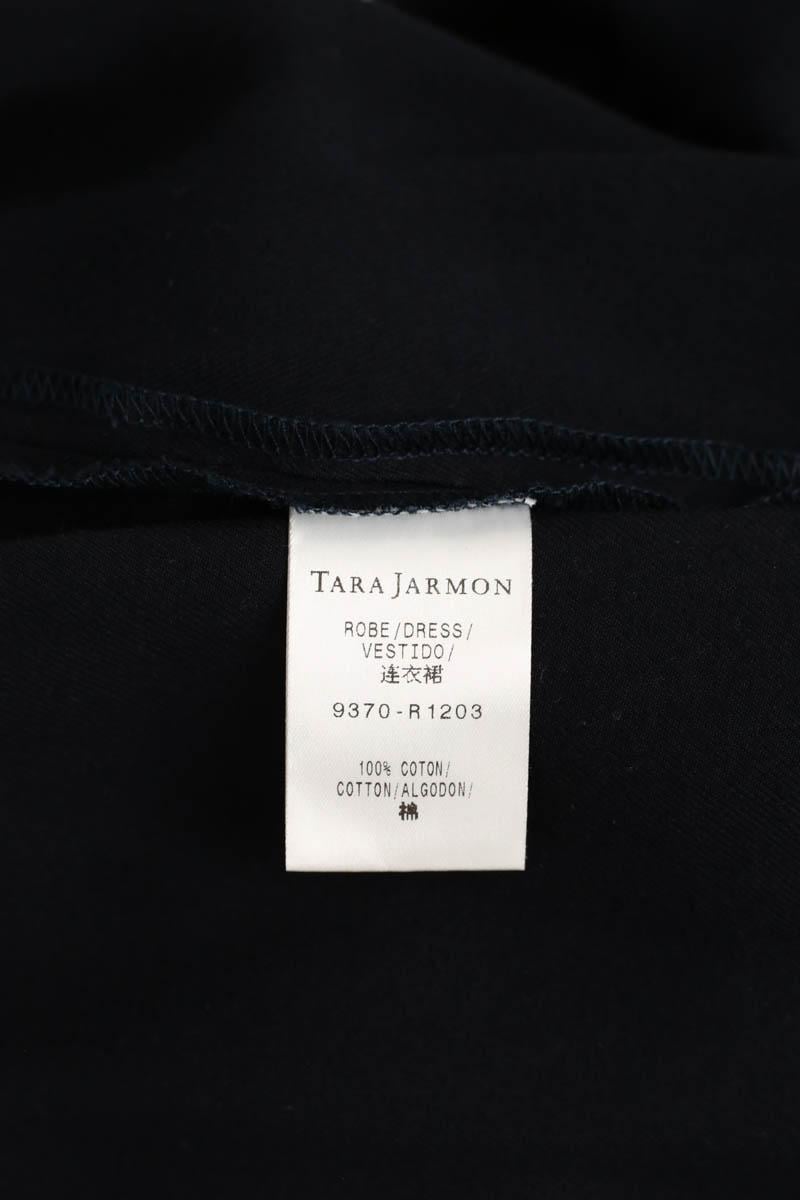 TARA JARMON
ROBE/DRESS/
VESTIDO/
连衣裙
9370-R1203
100% COTON/
COTTON/ALGODON/
棉